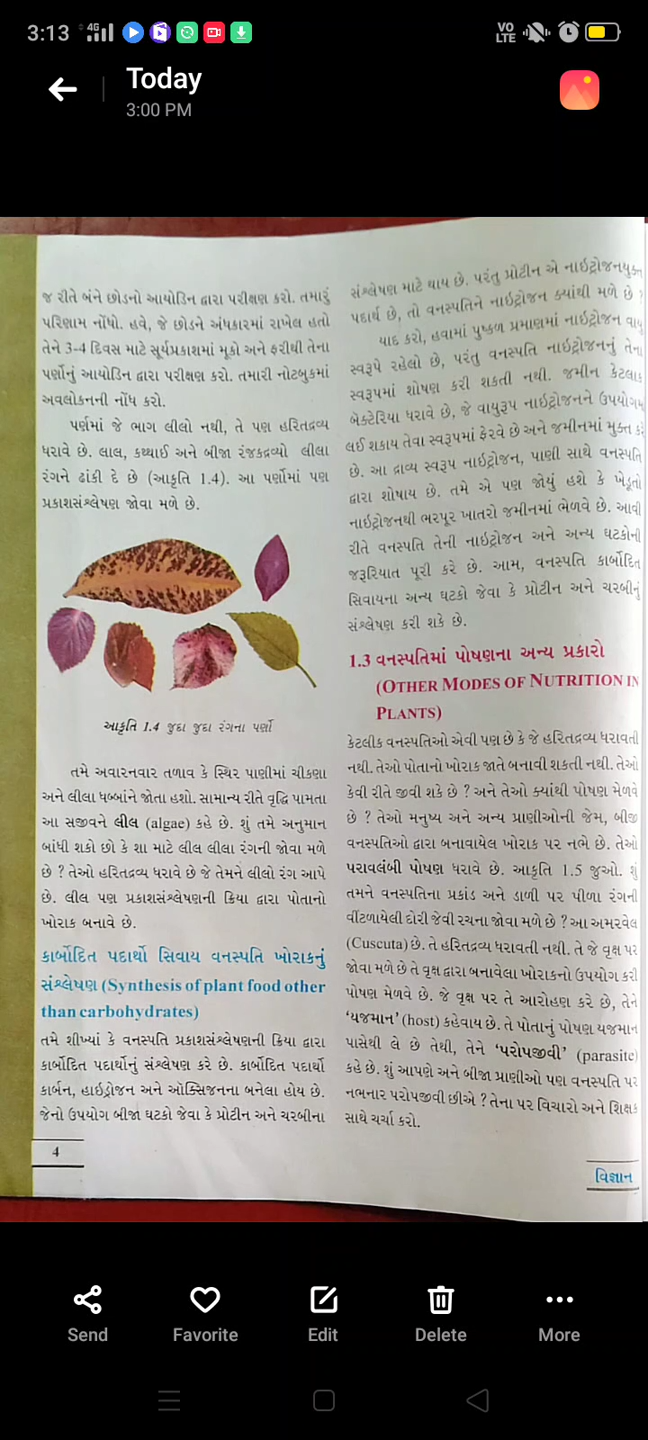 3:13
4G
VO
LTE
Today
3:00 PM
જ રીતે બંને છોડનો આયોડિન દ્વારા પરીક્ષણ કરો. તમારું
પરિણામ નોંધો. હવે, જે છોડને અંધકારમાં રાખેલ હતો
તેને 3-4 દિવસ માટે સૂર્યપ્રકાશમાં મૂકો અને ફરીથી તેના
પર્ણોનું આયોડિન દ્વારા પરીક્ષણ કરો. તમારી નોટબુકમાં
અવલોકનની નોંધ કરો.
પર્ણમાં જે ભાગ લીલો નથી, તે પણ હરિતદ્રવ્ય
ધરાવે છે. લાલ, કથ્થાઈ અને બીજા રંજકદ્રવ્યો લીલા
રંગને ઢાંકી દે છે (આકૃતિ 1.4). આ પર્ણોમાં પણ
પ્રકાશસંશ્લેષણ જોવા મળે છે.
આકૃતિ 1.4 જુદા જુદા રંગના પર્ણો
તમે અવારનવાર તળાવ કે સ્થિર પાણીમાં ચીકણા
અને લીલા ધબ્બાંને જોતા હશો. સામાન્ય રીતે વૃદ્ધિ પામતા
આ સજીવને લીલ (algae) કહે છે. શું તમે અનુમાન
બાંધી શકો છો કે શા માટે લીલ લીલા રંગની જોવા મળે
છે ? તેઓ હરિતદ્રવ્ય ધરાવે છે જે તેમને લીલો રંગ આપે
છે. લીલ પણ પ્રકાશસંશ્લેષણની ક્રિયા દ્વારા પોતાનો
ખોરાક બનાવે છે.
કાર્બોદિત પદાર્થો સિવાય વનસ્પતિ ખોરાકનું
સંશ્લેષણ (Synthesis of plant food other
than carbohydrates)
તમે શીખ્યાં કે વનસ્પતિ પ્રકાશસંશ્લેષણની ક્રિયા દ્વારા
કાર્બોદિત પદાર્થોનું સંશ્લેષણ કરે છે. કાર્બોદિત પદાર્થો
કાર્બન, હાઇડ્રોજન અને ઑક્સિજનના બનેલા હોય છે.
જેનો ઉપયોગ બીજાં ઘટકો જેવા કે પ્રોટીન અને ચરબીના
4
સંશ્લેષણ માટે થાય છે. પરંતુ પ્રોટીન એ નાઇટ્રોજનયુક્ત
પદાર્થ છે, તો વનસ્પતિને નાઇટ્રોજન ક્યાંથી મળે છે ?
યાદ કરો, હવામાં પુષ્કળ પ્રમાણમાં નાઇટ્રોજન વાયુ
સ્વરૂપે રહેલો છે, પરંતુ વનસ્પતિ નાઇટ્રોજનનું તેના
સ્વરૂપમાં શોષણ કરી શકતી નથી. જમીન કેટલાક
બૅક્ટેરિયા ધરાવે છે, જે વાયુરૂપ નાઇટ્રોજનને
લઈ શકાય તેવા સ્વરૂપમાં ફેરવે છે અને જમીનમાં મુક્ત કરે
છે. આ દ્રાવ્ય સ્વરૂપ નાઇટ્રોજન, પાણી સાથે વનસ્પતિ
દ્વારા શોષાય છે. તમે એ પણ જોયું હશે કે ખેડૂતો
નાઇટ્રોજનથી ભરપૂર ખાતરો જમીનમાં ભેળવે છે. આવી
રીતે વનસ્પતિ તેની નાઇટ્રોજન અને અન્ય ઘટકોની
જરૂરિયાત પૂરી કરે છે. આમ, વનસ્પતિ કાર્બોદિત
સિવાયના અન્ય ઘટકો જેવા કે પ્રોટીન અને ચરબીનું
સંશ્લેષણ કરી શકે છે.
1.3 વનસ્પતિમાં પોષણના અન્ય પ્રકારો
(OTHER MODES OF NUTRITION IN
PLANTS)
કેટલીક વનસ્પતિઓ એવી પણ છે કે જે હરિતદ્રવ્ય ધરાવતી
નથી. તેઓ પોતાનો ખોરાક જાતે બનાવી શકતી નથી. તેઓ
કેવી રીતે જીવી શકે છે ? અને તેઓ ક્યાંથી પોષણ મેળવે
છે ? તેઓ મનુષ્ય અને અન્ય પ્રાણીઓની જેમ, બીજી
વનસ્પતિઓ દ્વારા બનાવાયેલ ખોરાક પર નભે છે. તેઓ
પરાવલંબી પોષણ ધરાવે છે. આકૃતિ 1.5 જુઓ. શું
તમને વનસ્પતિના પ્રકાંડ અને ડાળી પર પીળા રંગની
વીંટળાયેલી દોરી જેવી રચના જોવા મળે છે ? આ અમરવેલ
(Cuscuta) છે. તે હરિતદ્રવ્ય ધરાવતી નથી. તે જે વૃક્ષ પર
જોવા મળે છે તે વૃક્ષ દ્વારા બનાવેલા ખોરાકનો ઉપયોગ કરી
પોષણ મેળવે છે. જે વૃક્ષ પર તે આરોહણ કરે છે, તેને
‘યજમાન’ (host) કહેવાય છે. તે પોતાનું પોષણ યજમાન
પાસેથી લે છે તેથી, તેને ‘પરોપજીવી’ (parasite)
કહે છે. શું આપણે અને બીજા પ્રાણીઓ પણ વનસ્પતિ પર
નભનાર પરોપજીવી છીએ ? તેના પર વિચારો અને શિક્ષક
સાથે ચર્ચા કરો.
વિજ્ઞાન
Send
Favorite
Edit
Delete
More